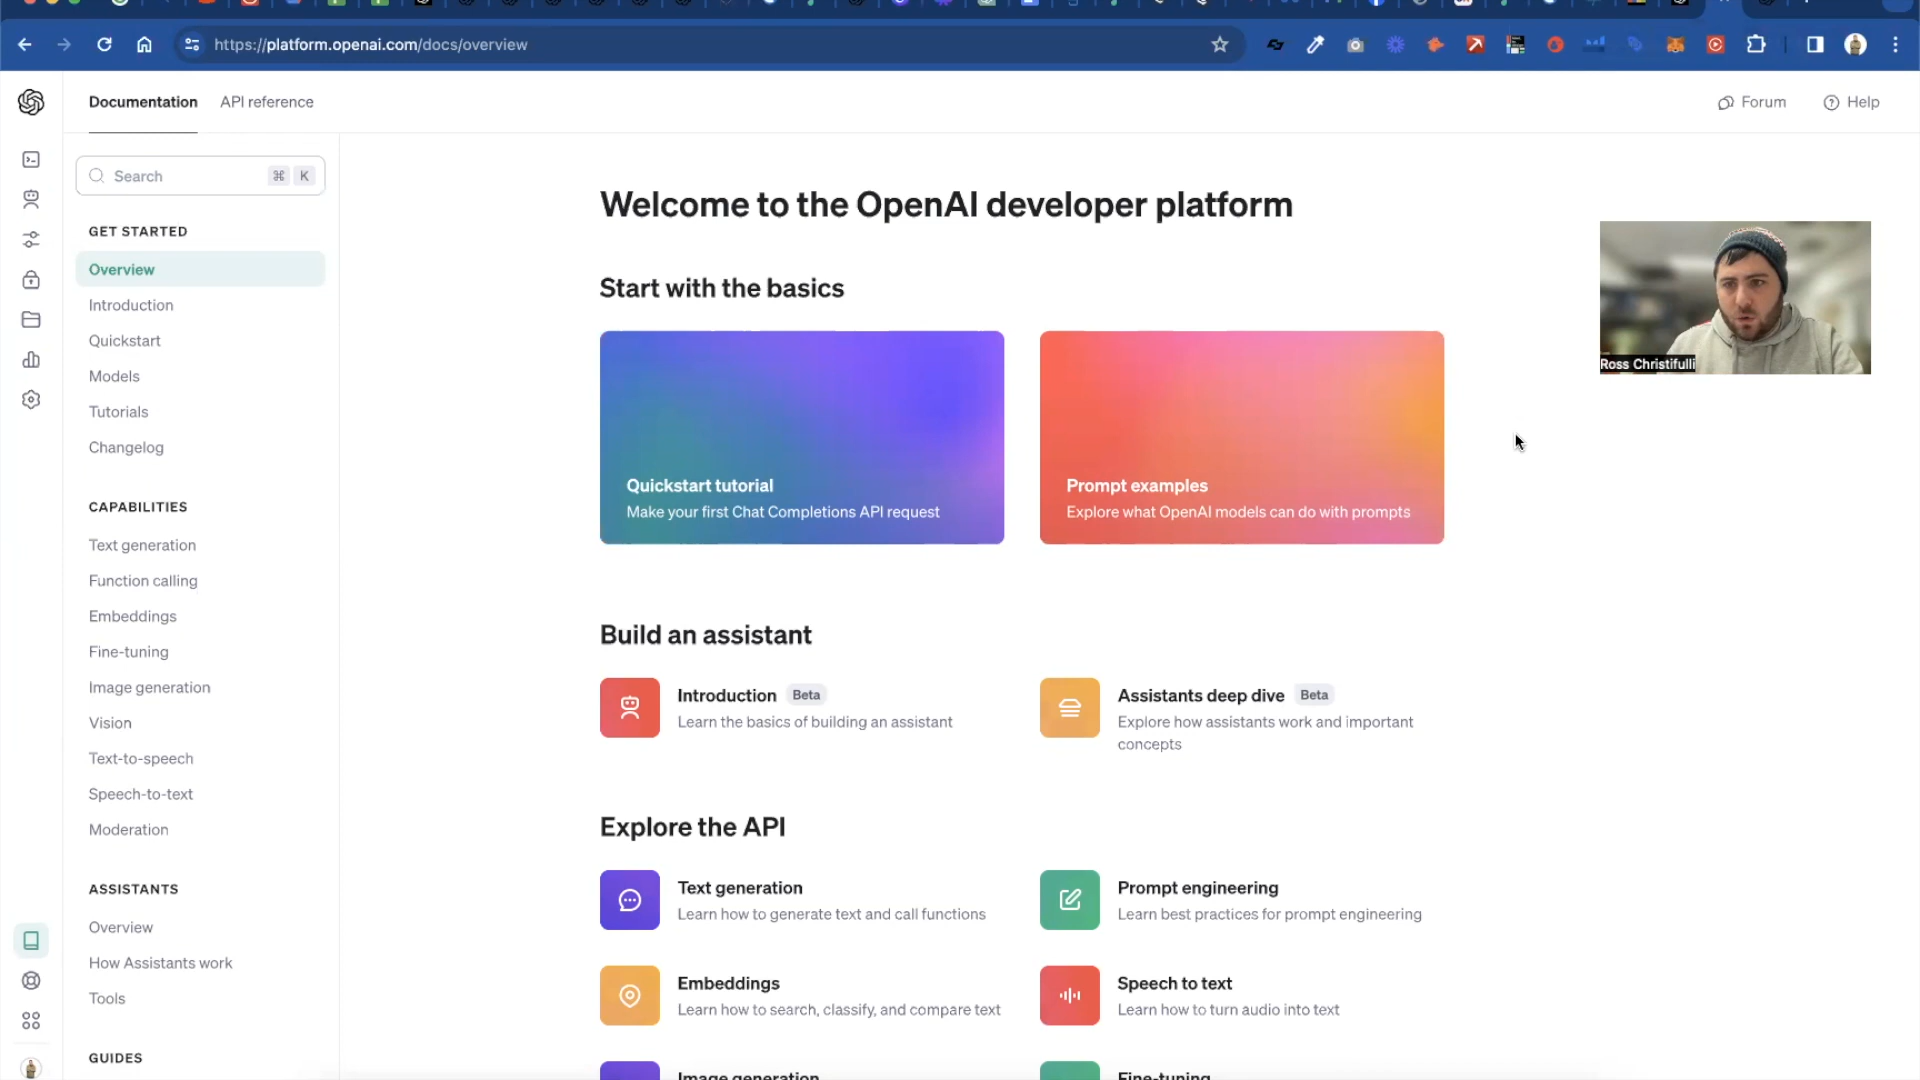 https://platform.openai.com/docs/overview
Documentation
API reference
Forum
Help
Search
⌘ K
GET STARTED
Overview
Introduction
Quickstart
Models
Tutorials
Changelog
CAPABILITIES
Text generation
Function calling
Embeddings
Fine-tuning
Image generation
Vision
Text-to-speech
Speech-to-text
Moderation
ASSISTANTS
Overview
How Assistants work
Tools
GUIDES
Welcome to the OpenAI developer platform
Start with the basics
Quickstart tutorial
Make your first Chat Completions API request
Prompt examples
Explore what OpenAI models can do with prompts
Ross Christifulli
Build an assistant
Introduction Beta
Learn the basics of building an assistant
Assistants deep dive Beta
Explore how assistants work and important
concepts
Explore the API
Text generation
Learn how to generate text and call functions
Prompt engineering
Learn best practices for prompt engineering
Embeddings
Learn how to search, classify, and compare text
Speech to text
Learn how to turn audio into text
Image generation
Fine-tuning